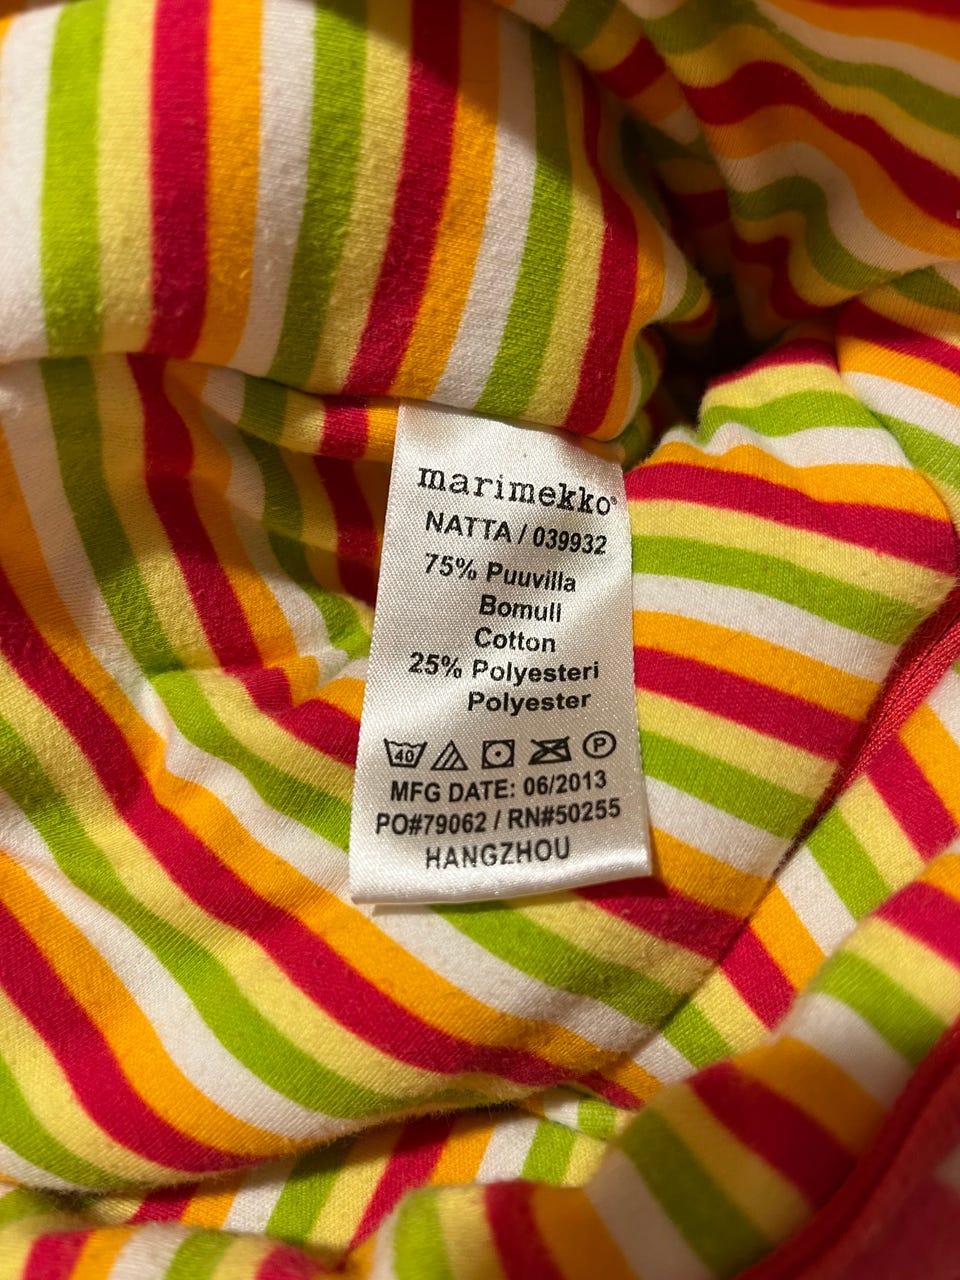 marimekko®
NATTA / 039932
75% Puuvilla
Bomull
Cotton
25% Polyesteri
Polyester
40 P
MFG DATE: 06/2013
PO#79062 / RN#50255
HANGZHOU